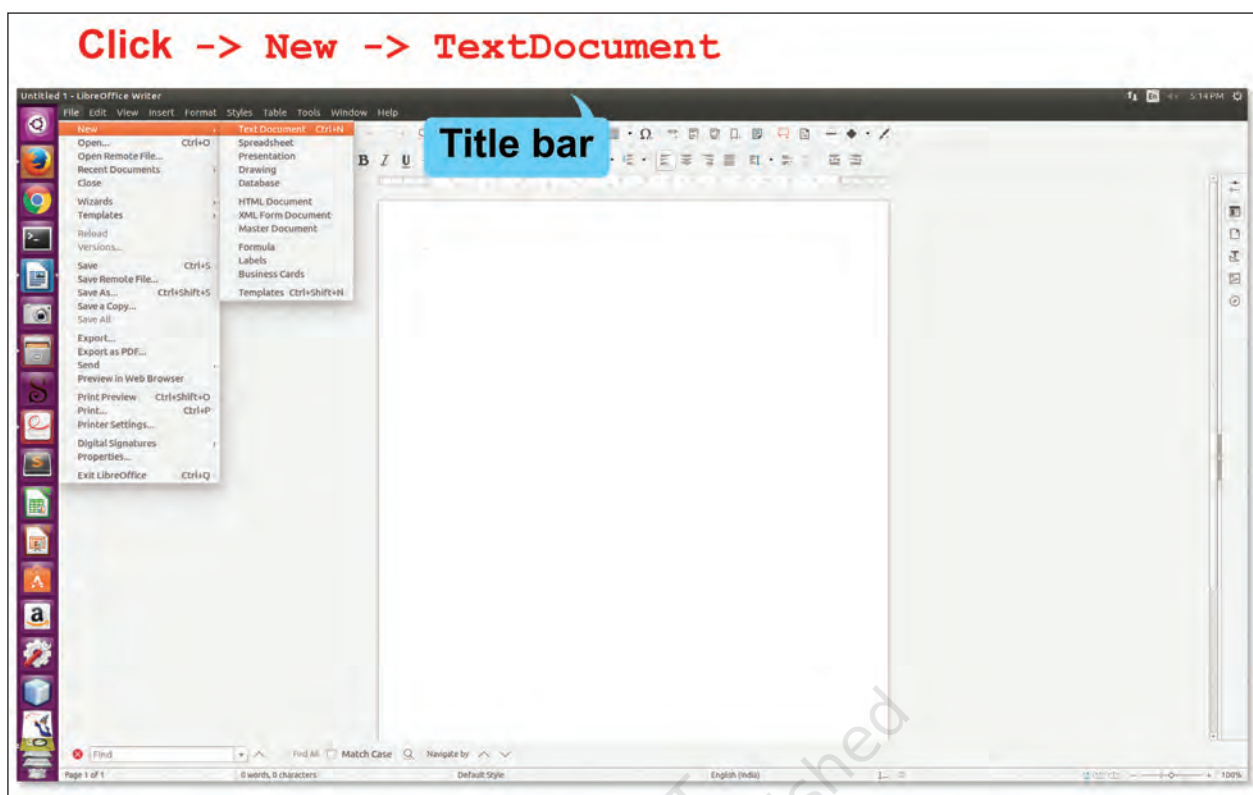 Click -> New -> TextDocument
Untitled 1 - LibreOffice Writer
5:14 PM
File Edit View Insert Format Styles Table Tools Window Help
Title bar
New
Open... Ctrl+O
Open Remote File...
Recent Documents
Close
Wizards
Templates
Reload
Versions...
Save Ctrl+S
Save Remote File...
Save As... Ctrl+Shift+S
Save a Copy...
Save All
Export...
Export as PDF...
Send
Preview in Web Browser
Print Preview Ctrl+Shift+O
Print... Ctrl+P
Printer Settings...
Digital Signatures
Properties...
Exit LibreOffice Ctrl+Q
Text Document Ctrl+N
Spreadsheet
Presentation
Drawing
Database
HTML Document
XML Form Document
Master Document
Formula
Labels
Business Cards
Templates Ctrl+Shift+N
B I U
Find Find All Match Case Navigate by
Page 1 of 1 0 words, 0 characters Default Style English (India) 100%